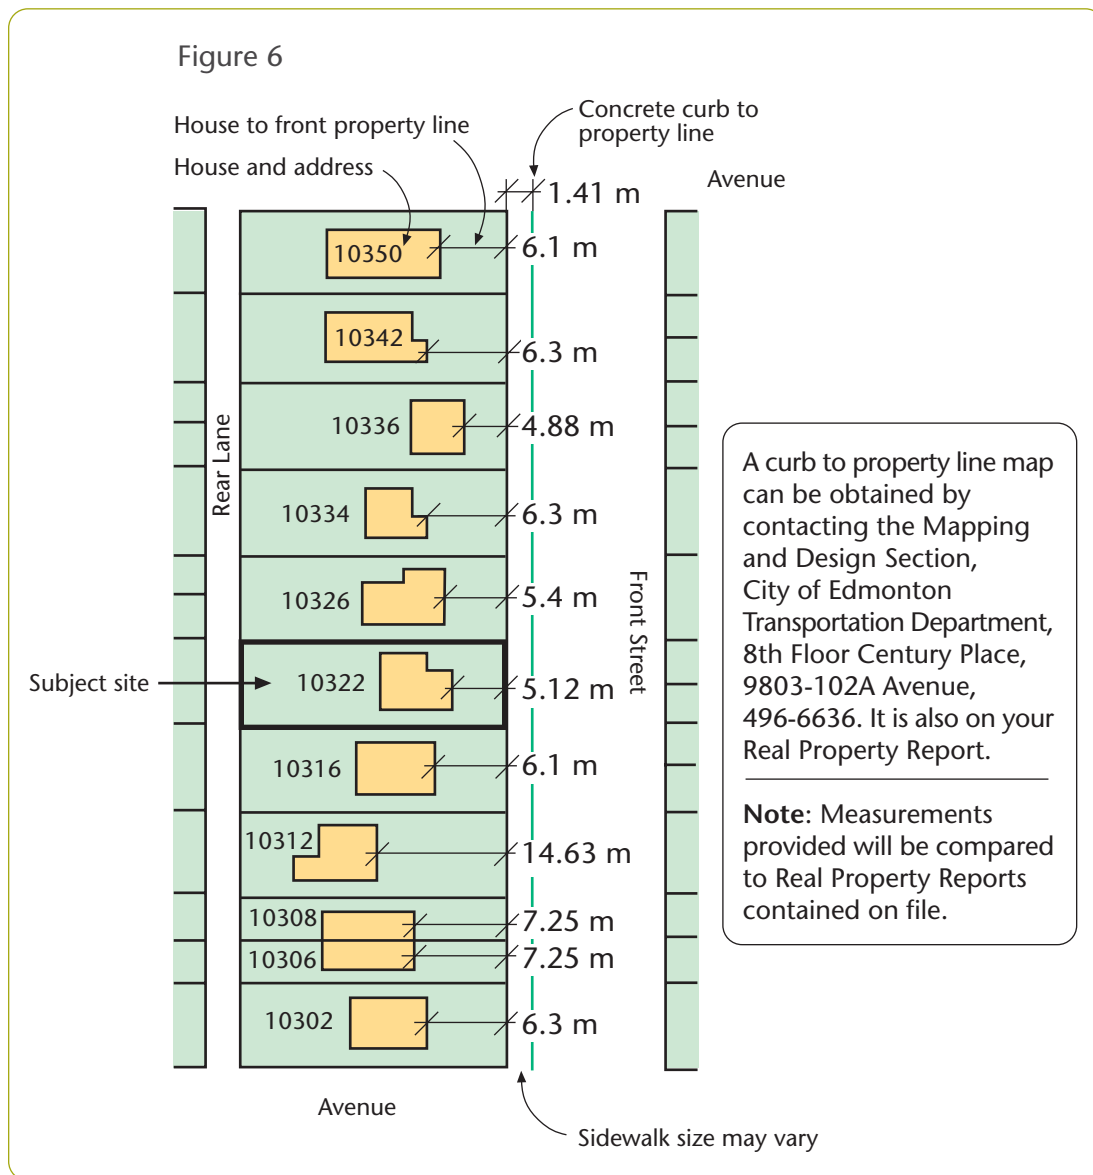 Figure 6
Concrete curb to
property line
House to front property line
House and address
Avenue
1.41 m
10350
6.1 m
10342
6.3 m
10336
4.88 m
Rear Lane
10334
6.3 m
10326
5.4 m
Front Street
Subject site
10322
5.12 m
10316
6.1 m
10312
14.63 m
10308
7.25 m
10306
7.25 m
10302
6.3 m
Avenue
Sidewalk size may vary
A curb to property line map
can be obtained by
contacting the Mapping
and Design Section,
City of Edmonton
Transportation Department,
8th Floor Century Place,
9803-102A Avenue,
496-6636. It is also on your
Real Property Report.
Note: Measurements
provided will be compared
to Real Property Reports
contained on file.